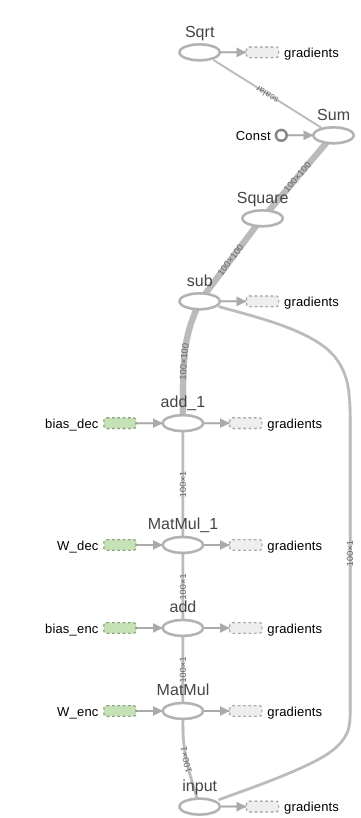 Sqrt
gradients
scalar
Sum
Const
100×100
Square
100×100
sub
gradients
100×100
add_1
bias_dec
gradients
100×1
MatMul_1
W_dec
gradients
100×1
100×1
add
bias_enc
gradients
100×1
MatMul
W_enc
gradients
100×1
input
gradients